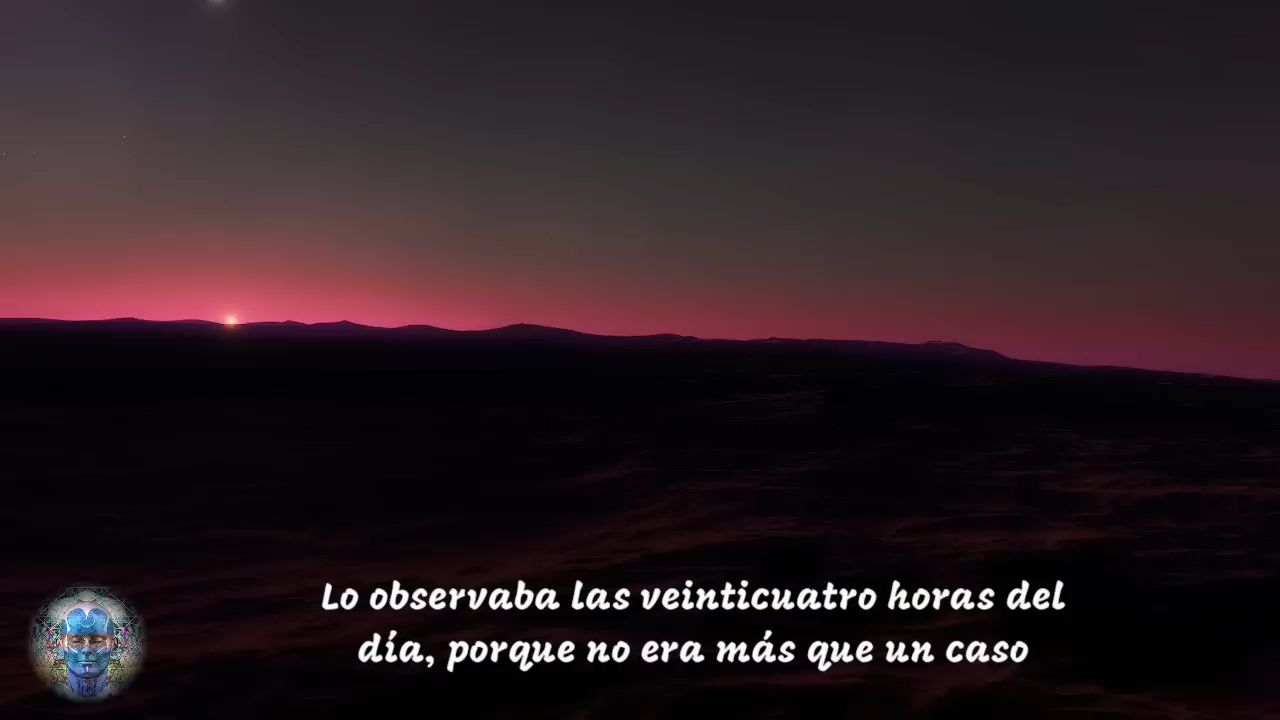 Lo observaba las veinticuatro horas del
día, porque no era más que un caso